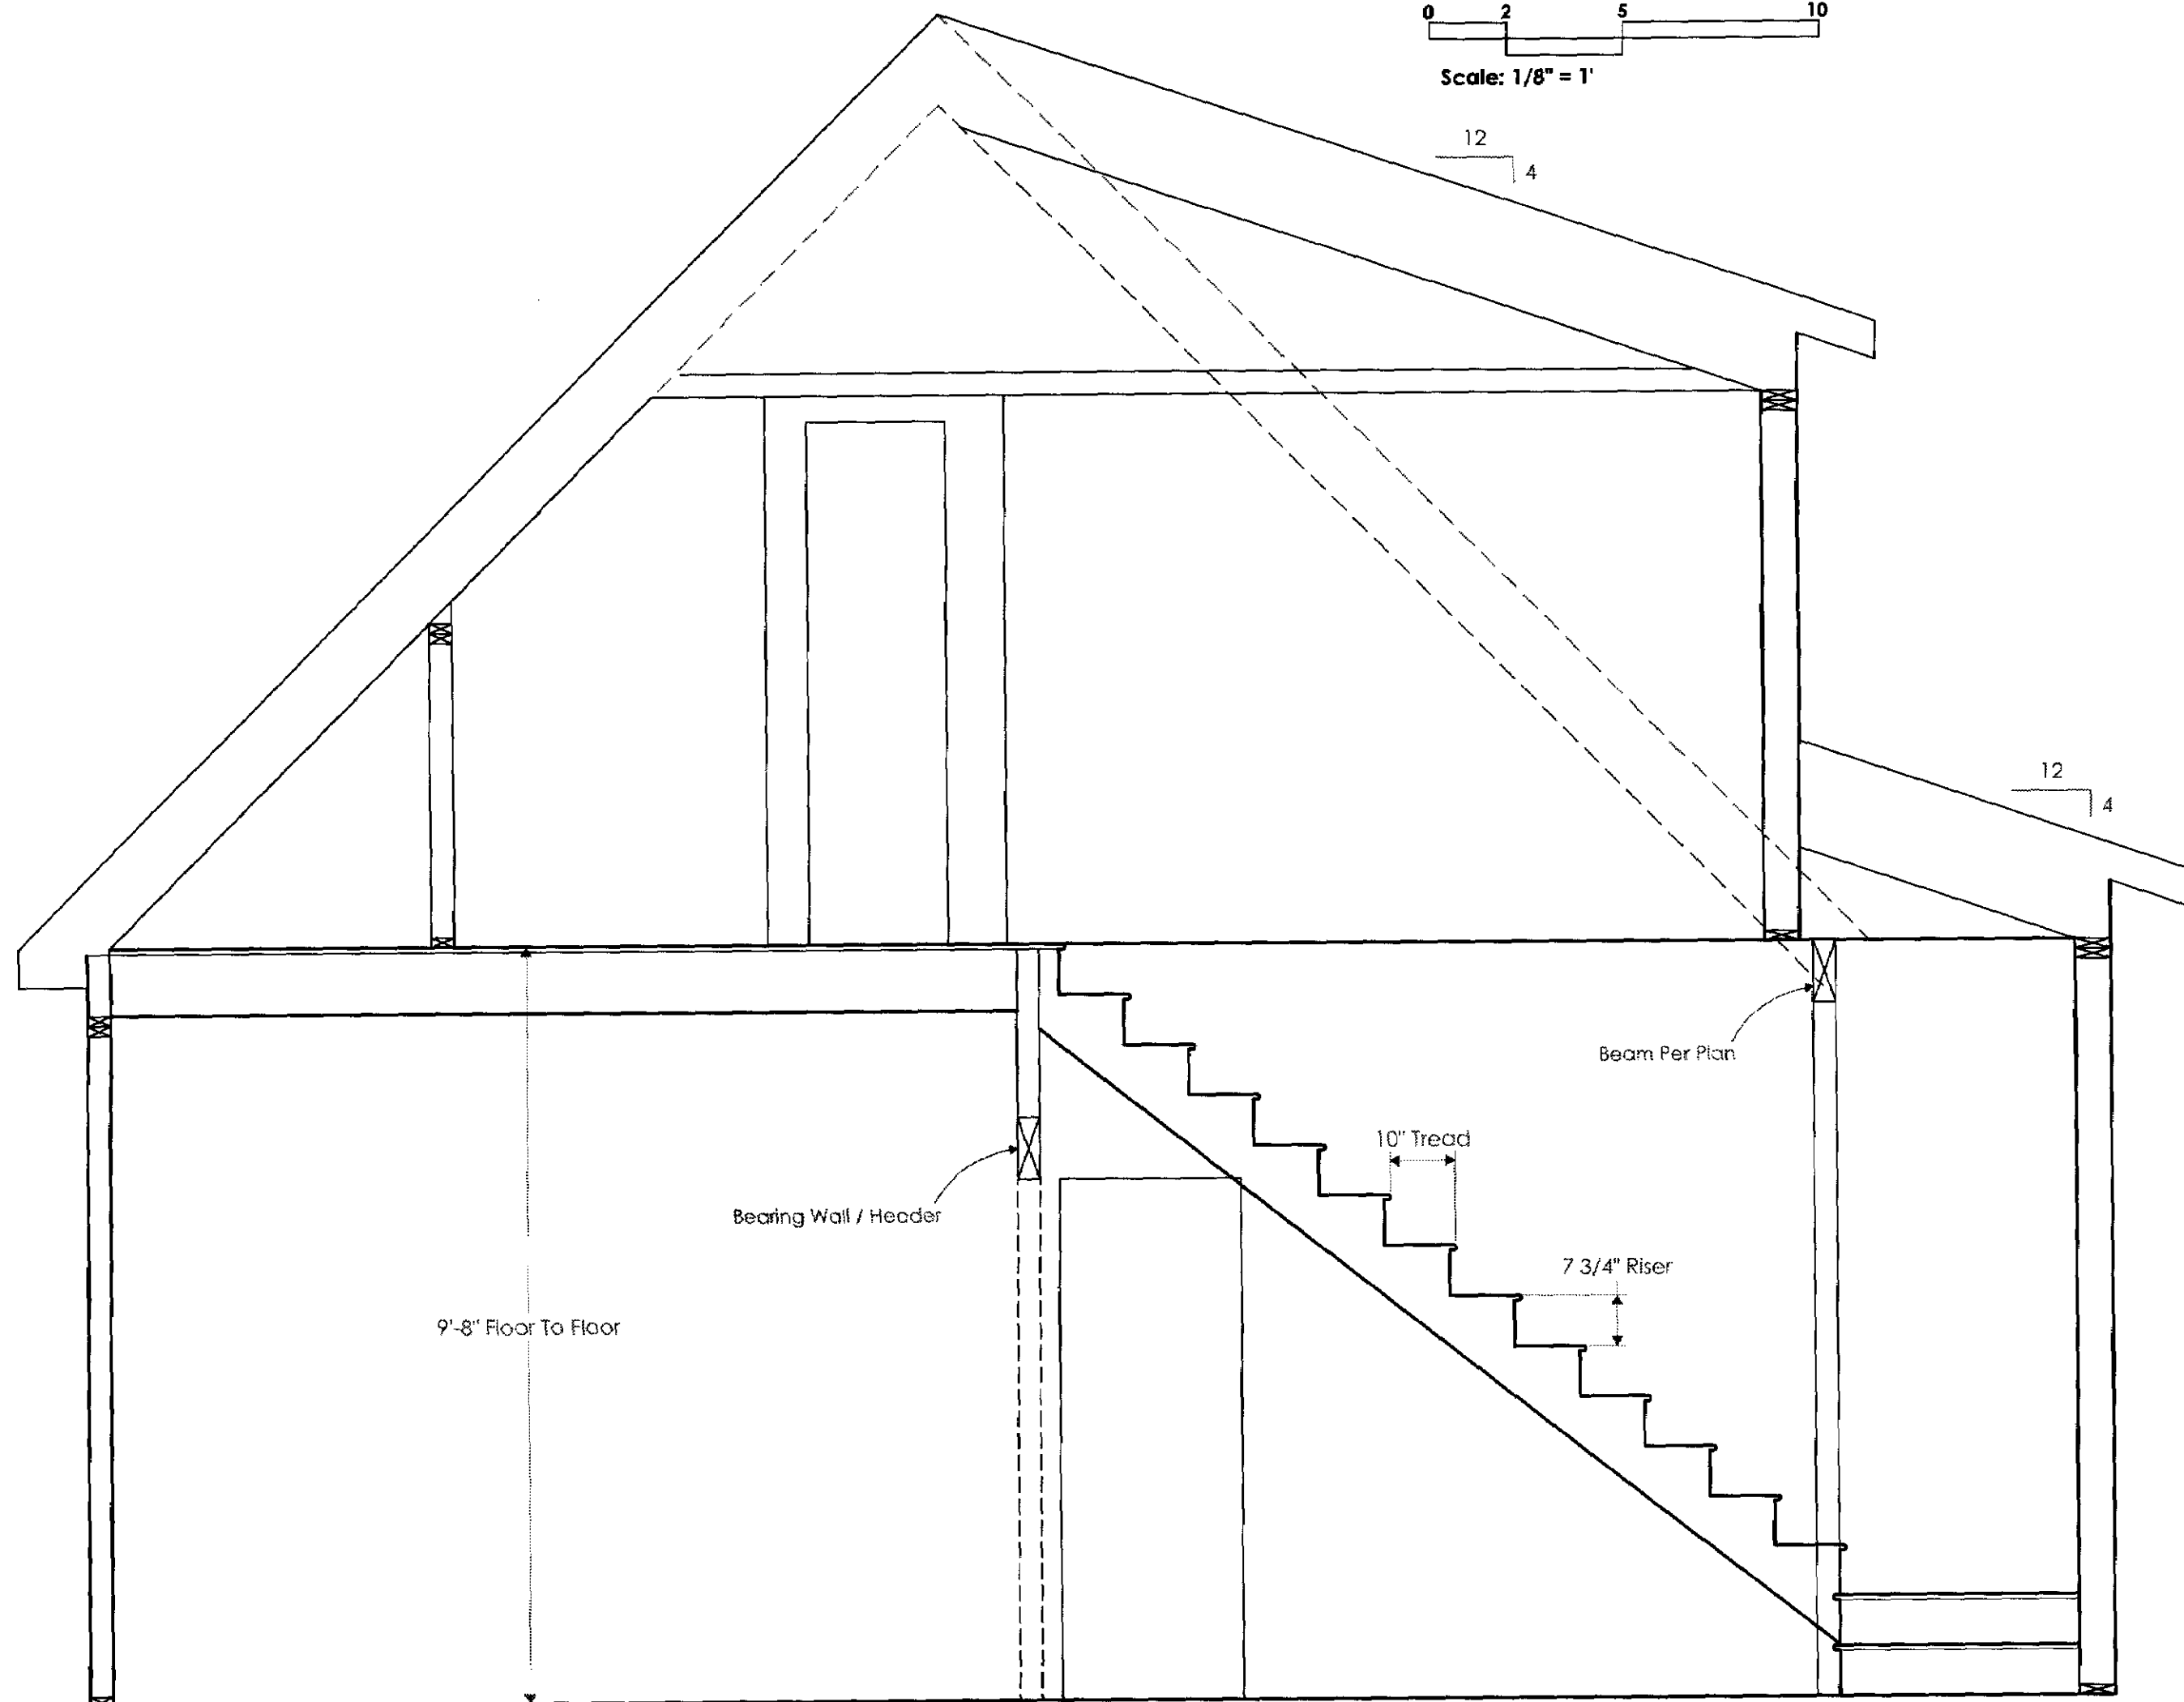 0 2 5 10
Scale: 1/8" = 1'
12
4
12
4
Beam Per Plan
10" Tread
Bearing Wall / Header
7 3/4" Riser
9'-8" Floor To Floor